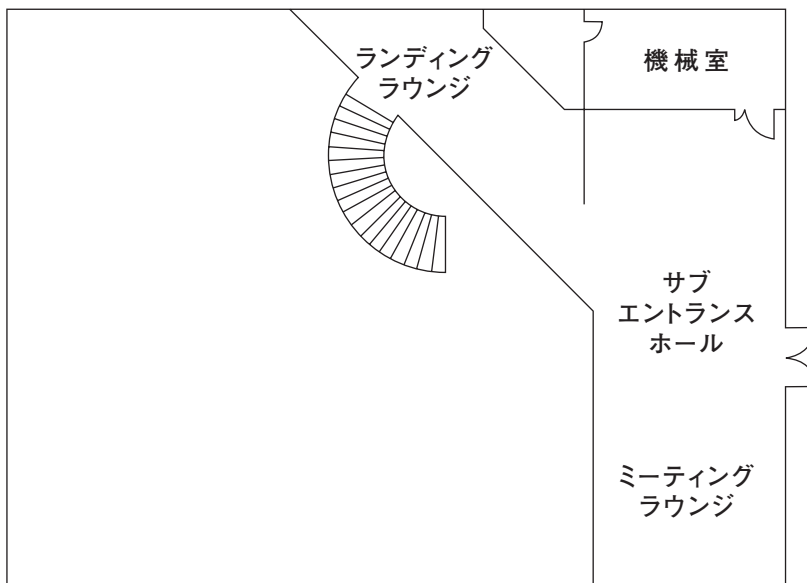 ランディング
ラウンジ
機械室
サブ
エントランス
ホール
ミーティング
ラウンジ